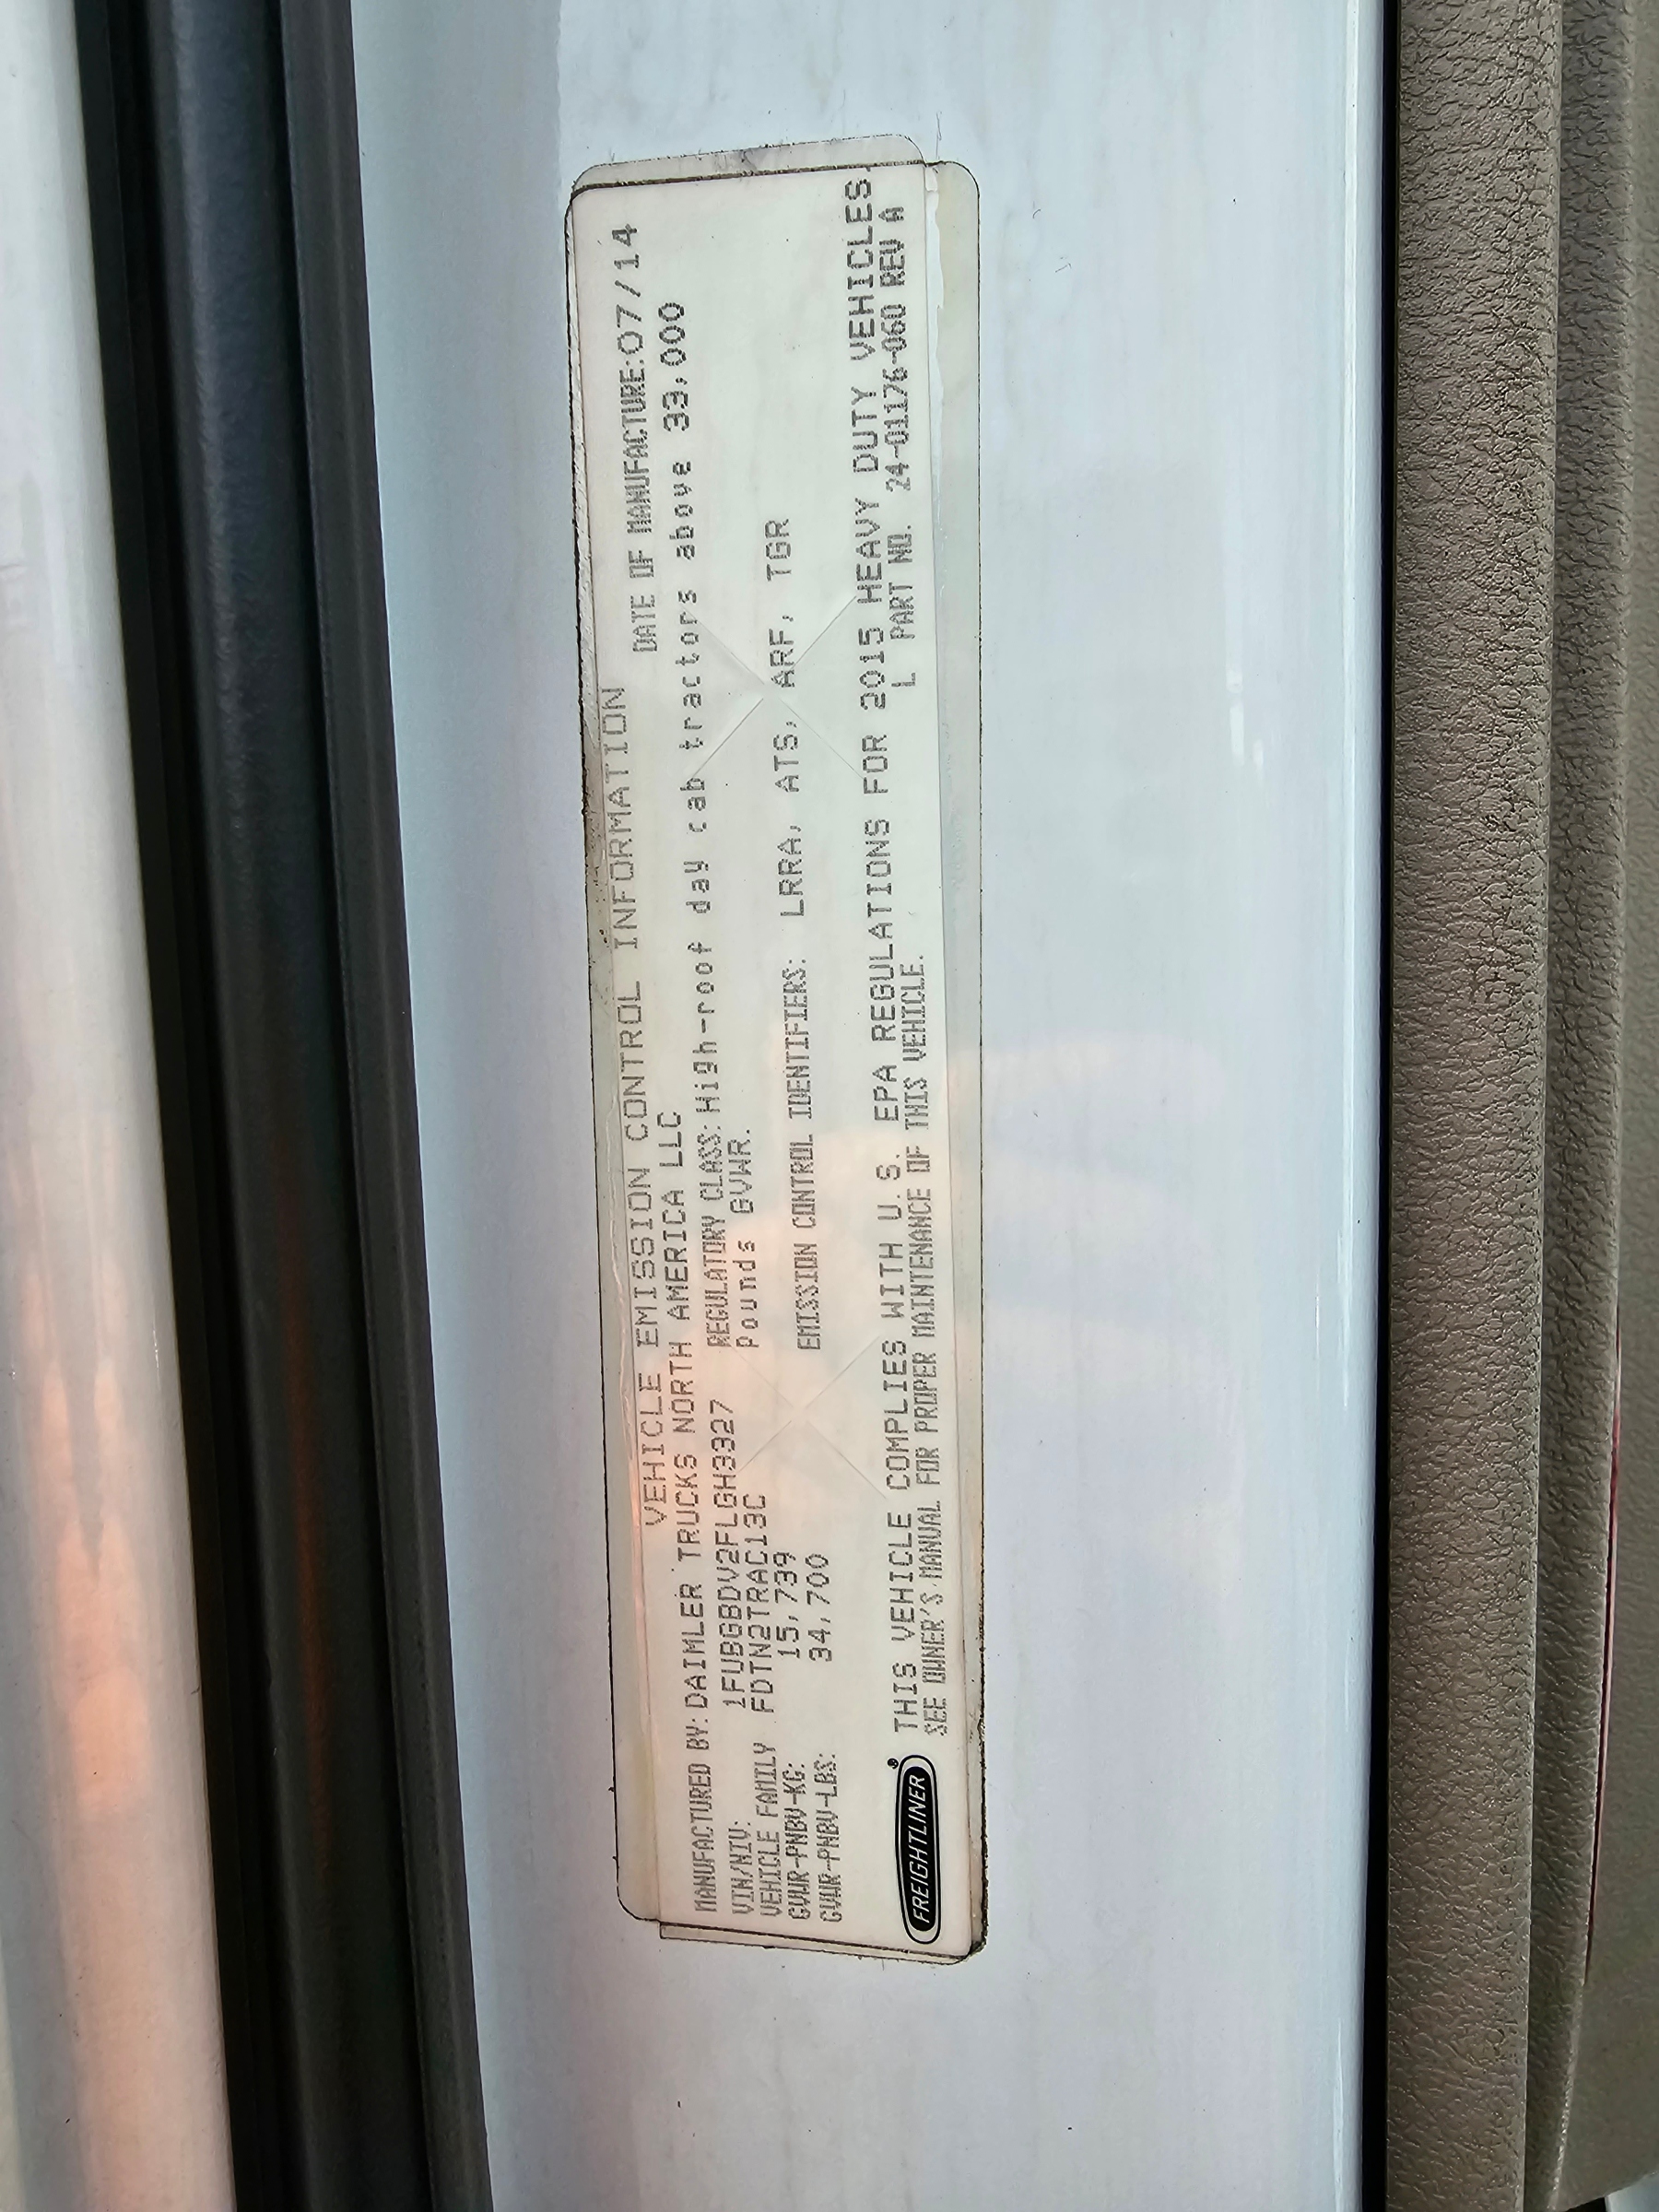 VEHICLE EMISSION CONTROL INFORMATION
MANUFACTURED BY: DAIMLER TRUCKS NORTH AMERICA LLC DATE OF MANUFACTURE: 07/14
VIN/NIV: 1FUBGBDV2FLGH3327 REGULATORY CLASS: High-roof day cab tractors above 33,000
VEHICLE FAMILY FDTN2TRAC13C Pounds GVWR.
GVWR-PNBV-KG: 15,739
GVWR-PNBV-LBS: 34,700 EMISSION CONTROL IDENTIFIERS: LRRA, ATS, ARF, TGR
FREIGHTLINER® THIS VEHICLE COMPLIES WITH U.S. EPA REGULATIONS FOR 2015 HEAVY DUTY VEHICLES.
SEE OWNER'S MANUAL FOR PROPER MAINTENANCE OF THIS VEHICLE. L PART NO. 24-01176-060 REV A